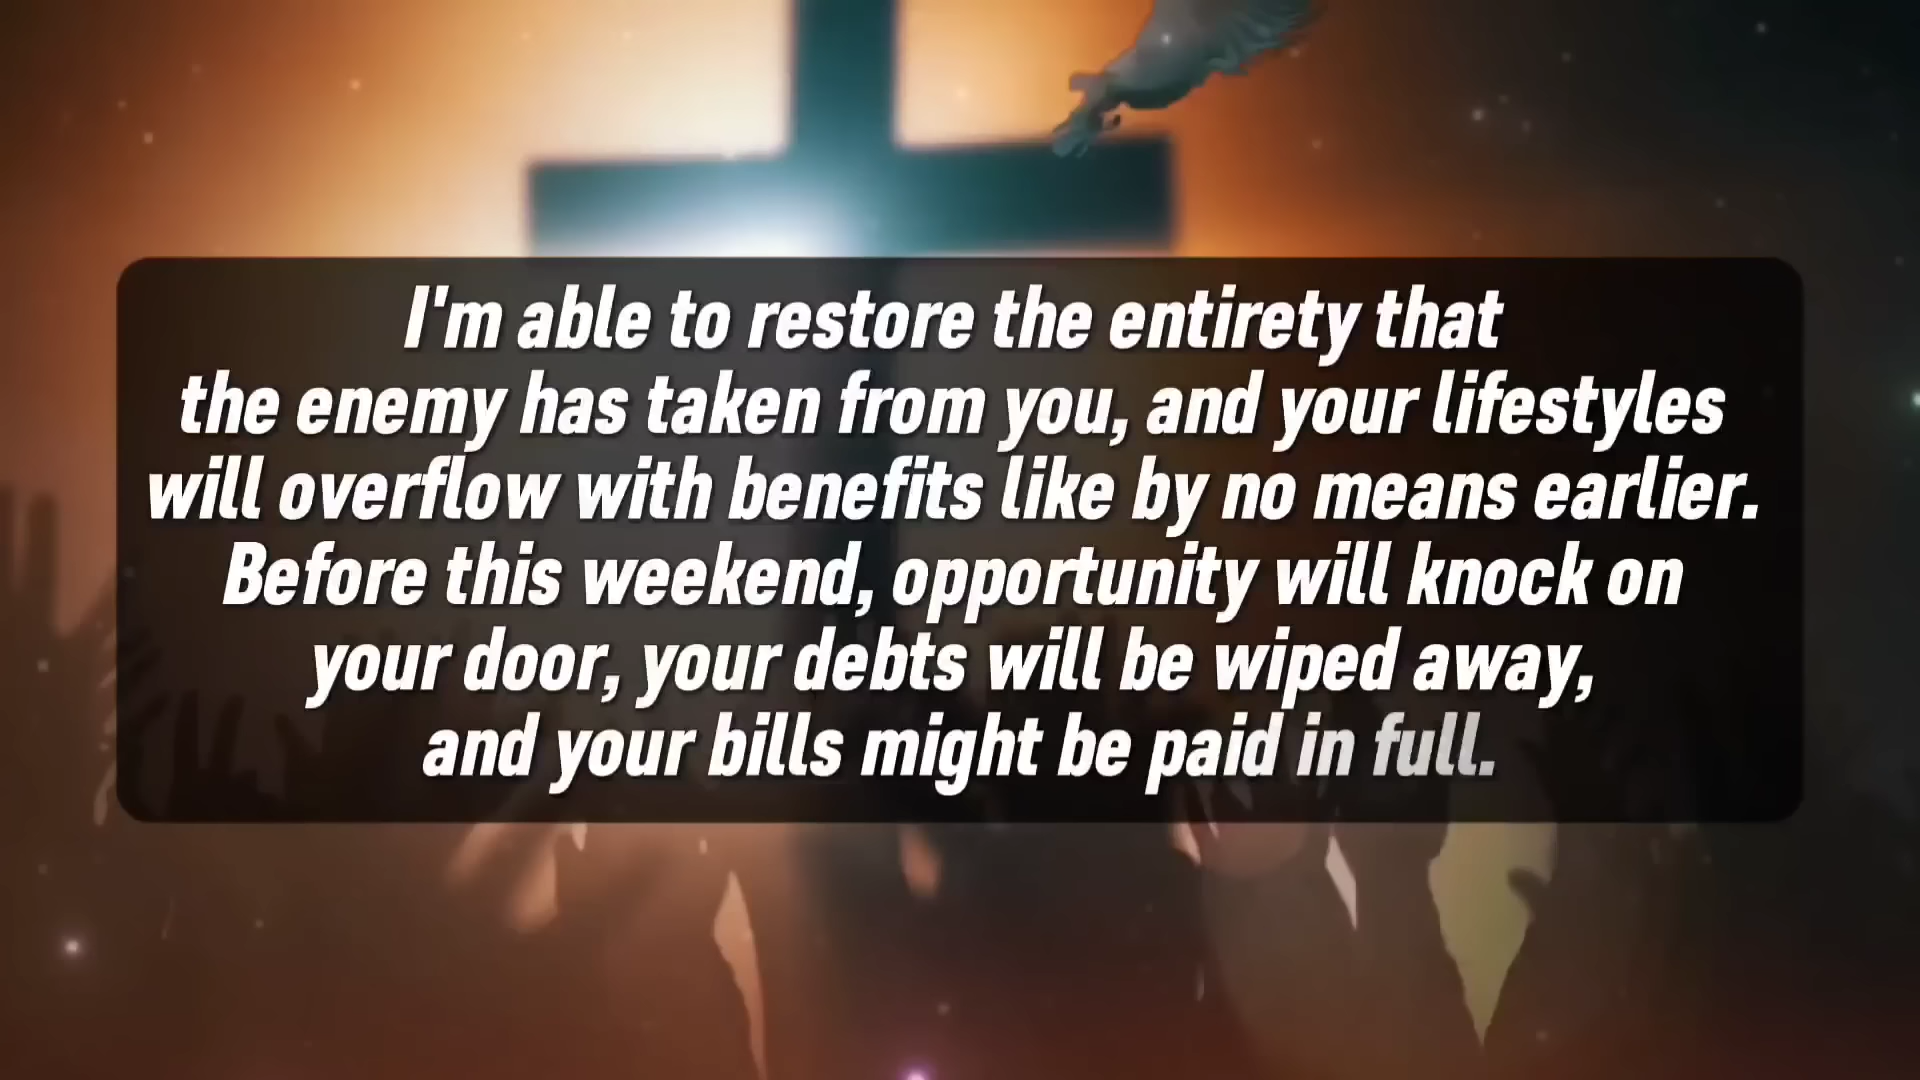 I'm able to restore the entirety that
the enemy has taken from you, and your lifestyles
will overflow with benefits like by no means earlier.
Before this weekend, opportunity will knock on
your door, your debts will be wiped away,
and your bills might be paid in full.